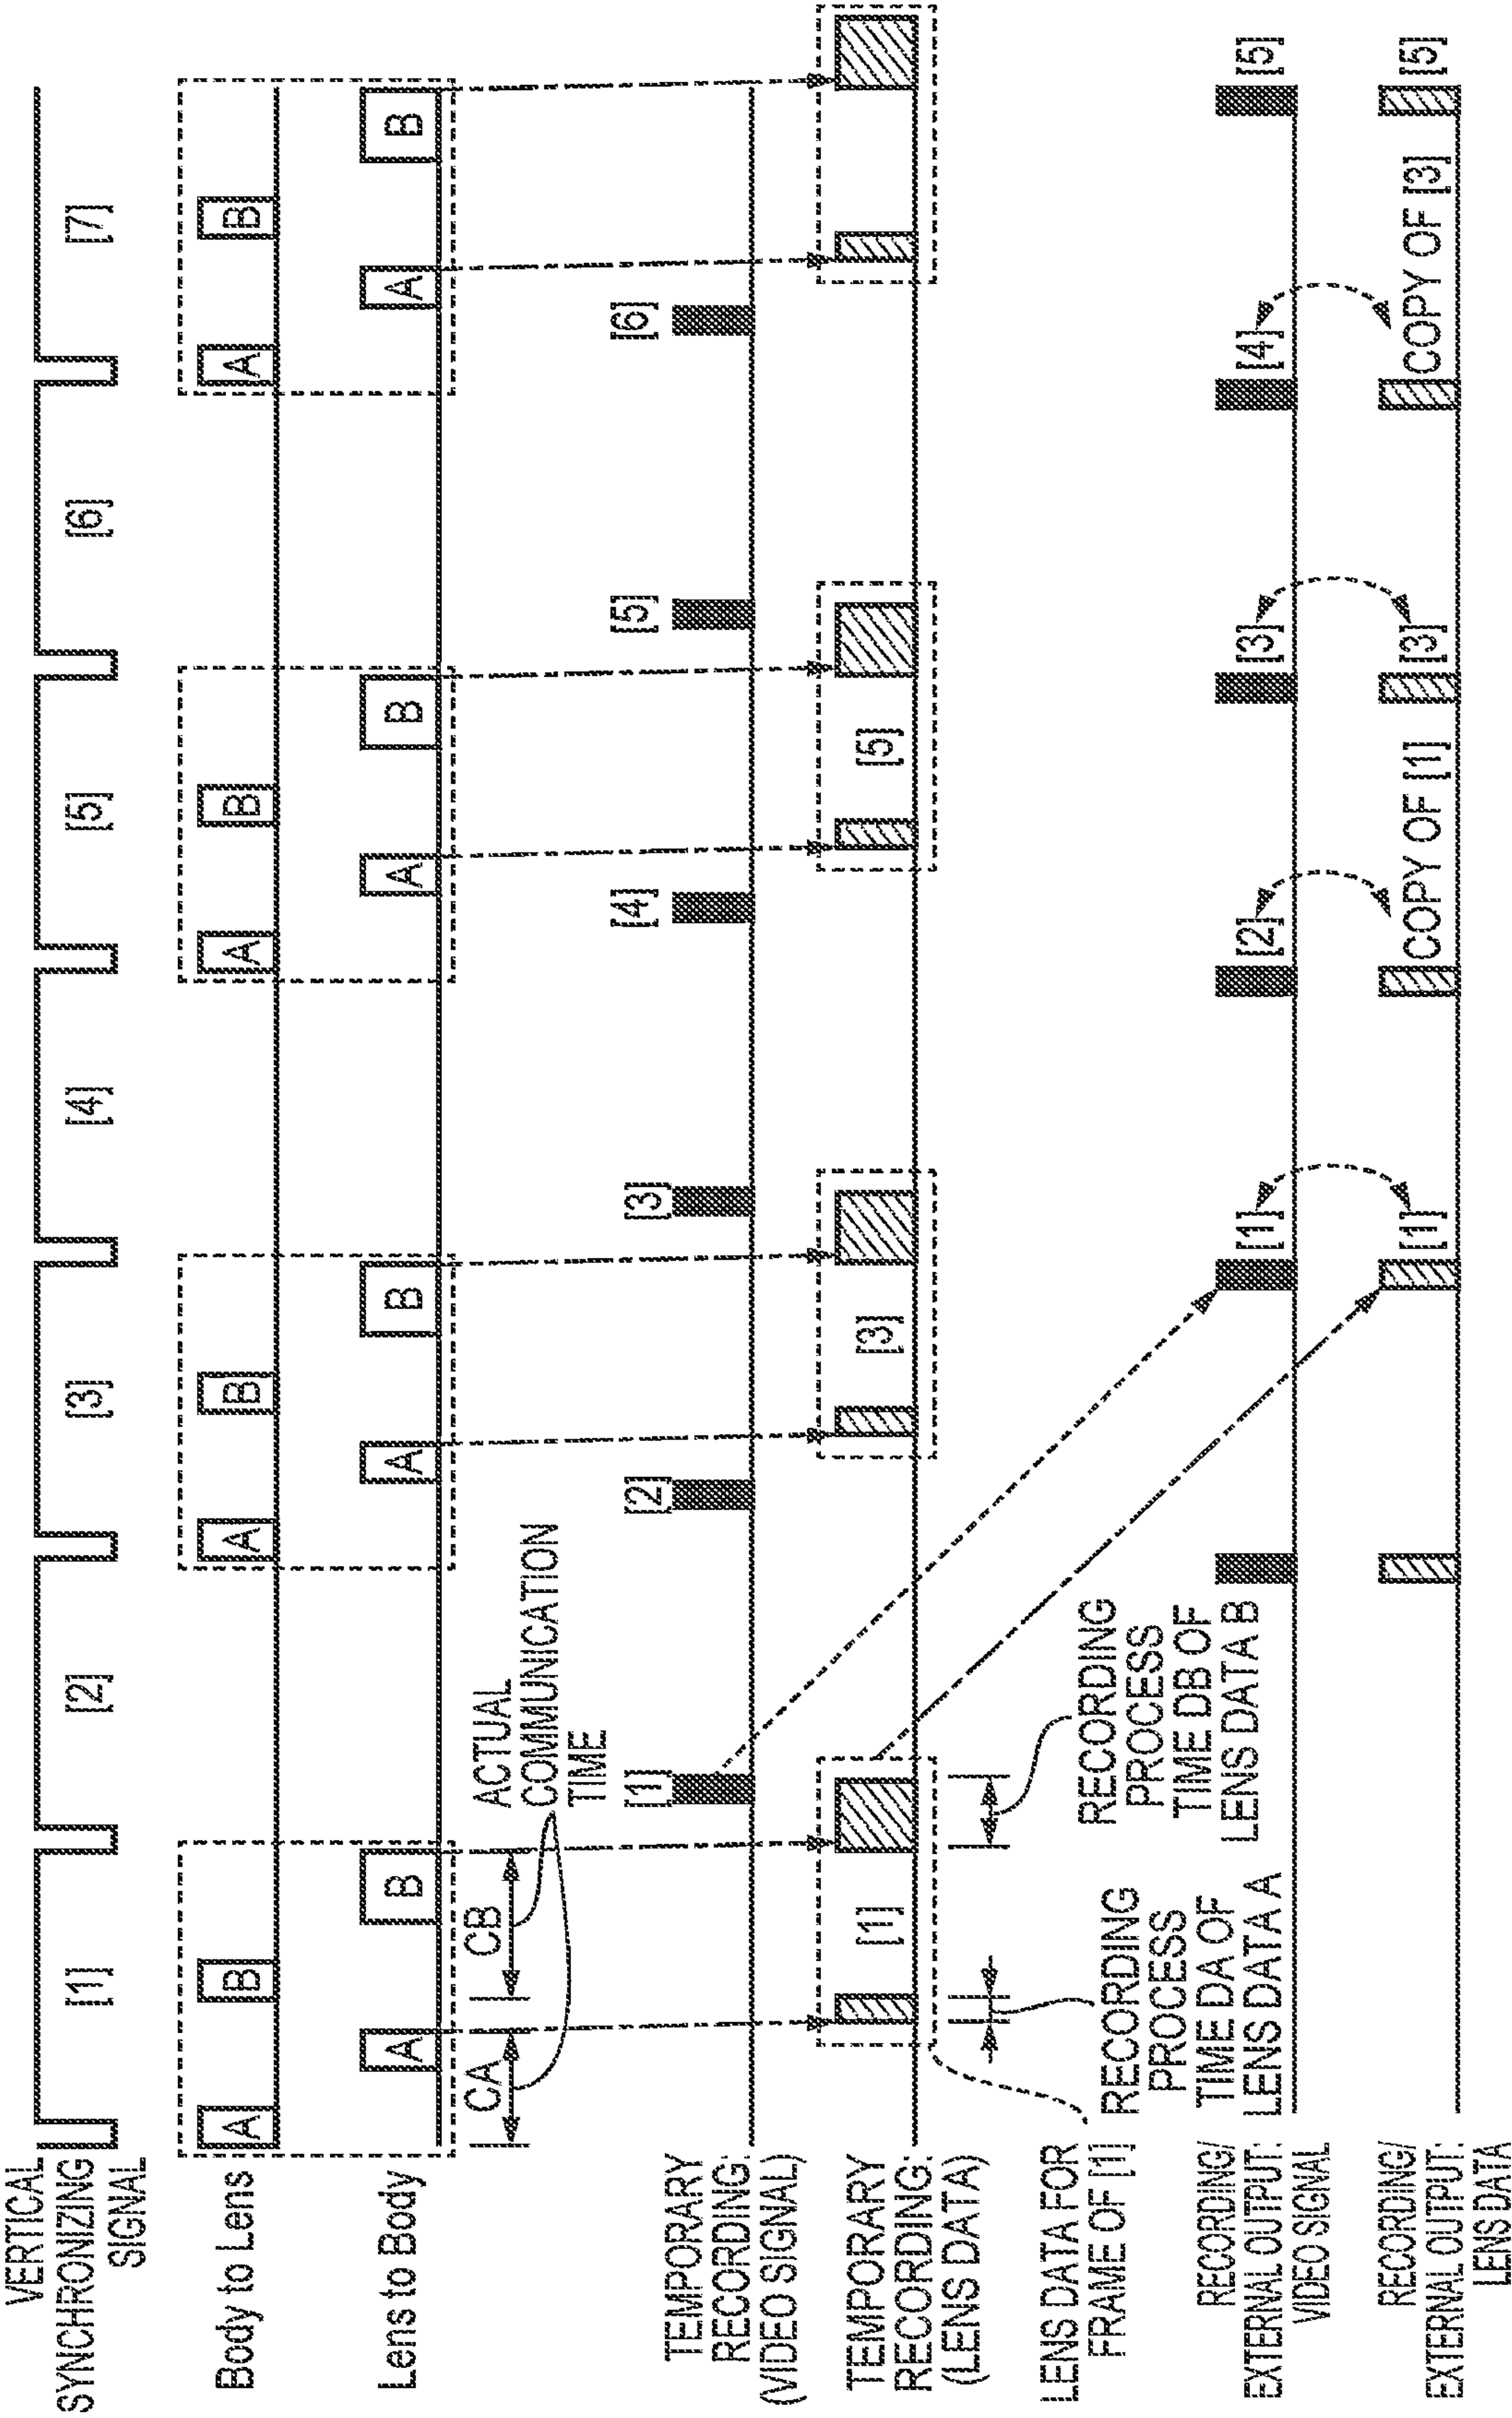 VERTICAL
SYNCHRONIZING
SIGNAL
[1]
[2]
[3]
[4]
[5]
[6]
[7]
Body to Lens
A
B
A
B
A
B
A
B
Lens to Body
A
B
A
B
A
B
A
B
CA
CB
ACTUAL
COMMUNICATION
TIME
TEMPORARY
RECORDING:
(VIDEO SIGNAL)
[1]
[2]
[3]
[4]
[5]
[6]
TEMPORARY
RECORDING:
(LENS DATA)
[1]
[3]
[5]
LENS DATA FOR
FRAME OF [1]
RECORDING
PROCESS
TIME DA OF
LENS DATA A
RECORDING
PROCESS
TIME DB OF
LENS DATA B
RECORDING/
EXTERNAL OUTPUT:
VIDEO SIGNAL
[1]
[2]
[3]
[4]
[5]
RECORDING/
EXTERNAL OUTPUT:
LENS DATA
[1]
COPY OF [1]
[3]
COPY OF [3]
[5]